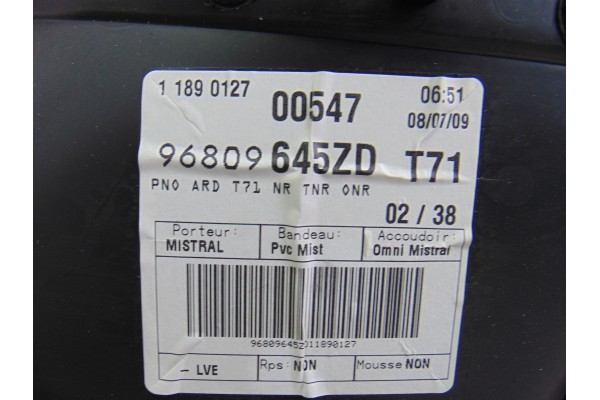 1 189 0127 00547 06:51
08/07/09
96809 645ZD T71
PNO ARD T71 NR TNR ONR
02 / 38
Porteur: Bandeau: Accoudoir:
MISTRAL Pvc Mist Omni Mistral
96809645Z011890127
- LVE Rps: NON Mousse NON